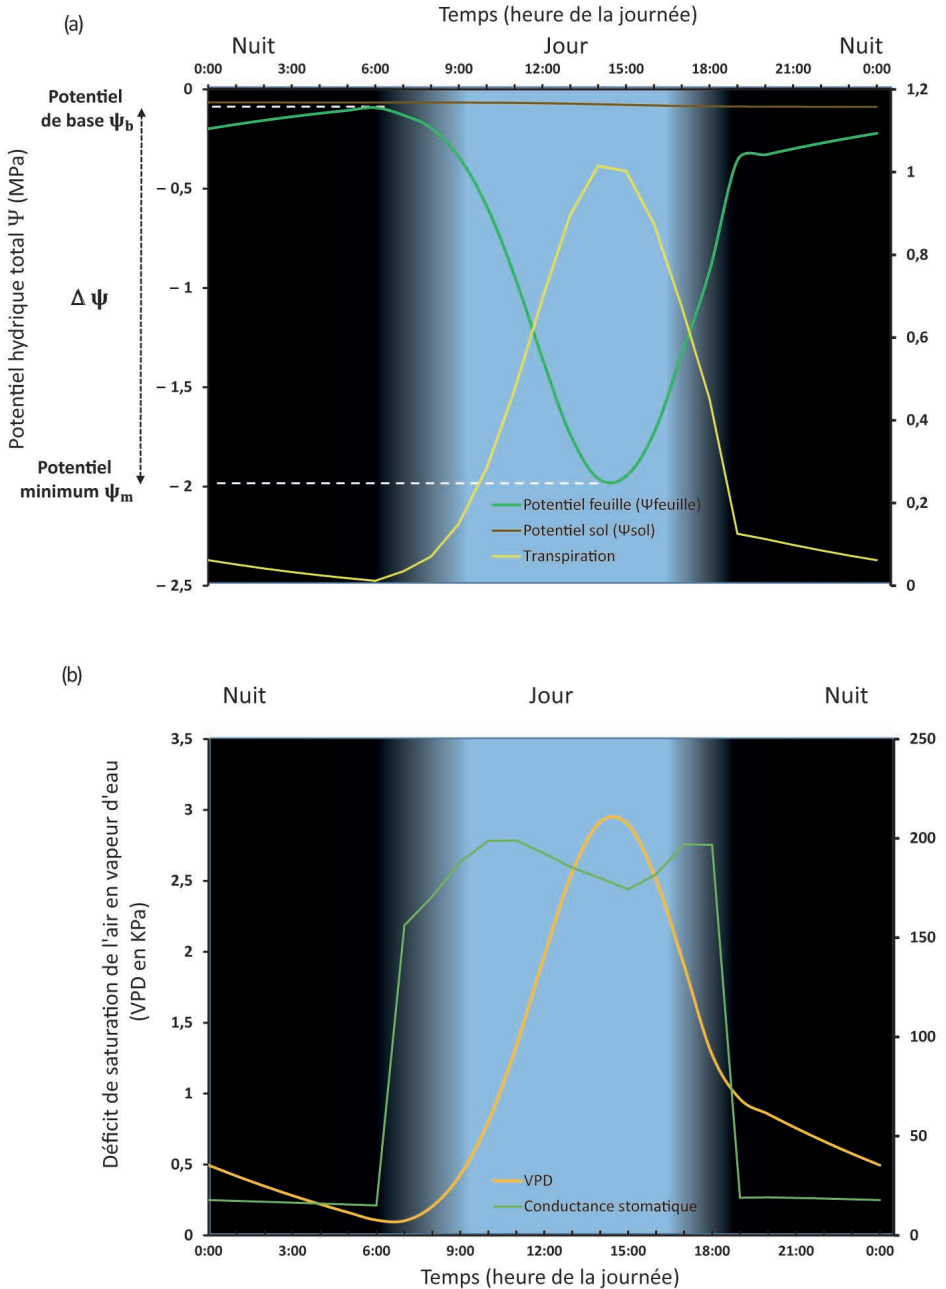 (a)
Temps (heure de la journée)
Nuit Jour Nuit
0:00 3:00 6:00 9:00 12:00 15:00 18:00 21:00 0:00
Potentiel hydrique total Ψ (MPa)
0
– 0,5
– 1
– 1,5
– 2
– 2,5
Potentiel
de base ψb
Δ ψ
Potentiel
minimum ψm
1,2
1
0,8
0,6
0,4
0,2
0
Potentiel feuille (Ψfeuille)
Potentiel sol (Ψsol)
Transpiration
(b)
Nuit Jour Nuit
Déficit de saturation de l'air en vapeur d'eau
(VPD en KPa)
3,5
3
2,5
2
1,5
1
0,5
0
250
200
150
100
50
0
VPD
Conductance stomatique
0:00 3:00 6:00 9:00 12:00 15:00 18:00 21:00 0:00
Temps (heure de la journée)